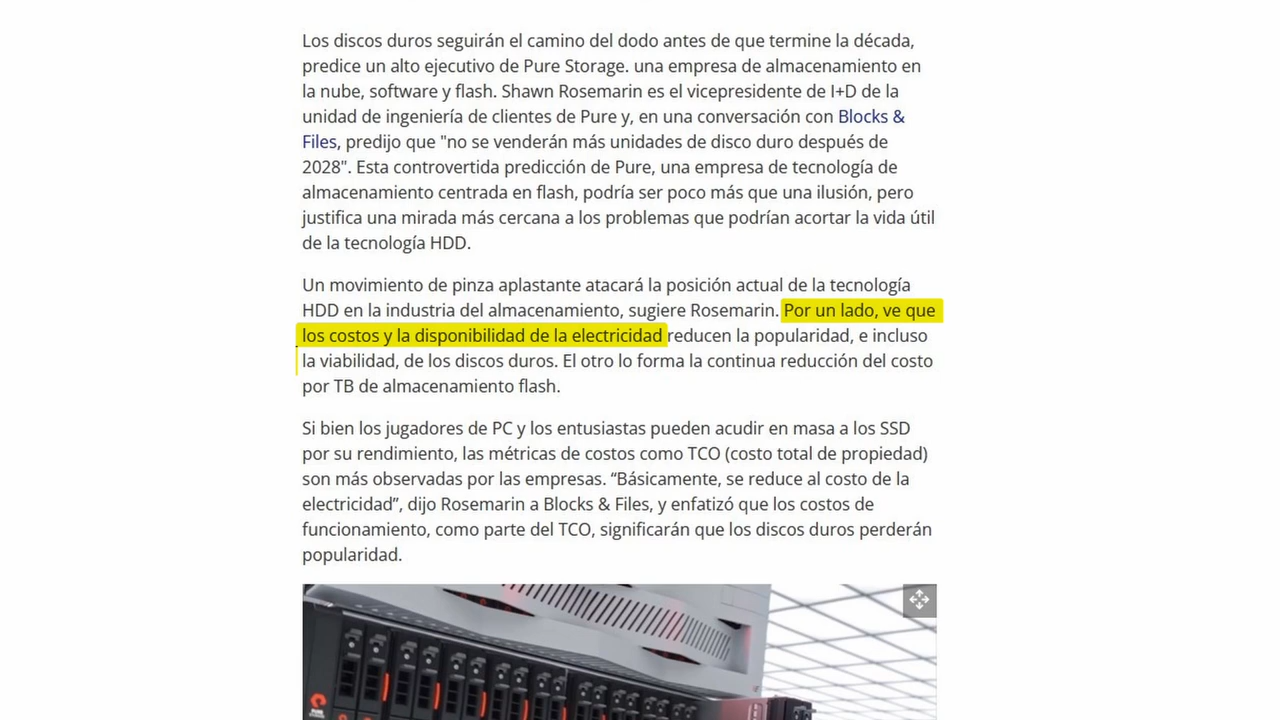 Los discos duros seguirán el camino del dodo antes de que termine la década,
predice un alto ejecutivo de Pure Storage. una empresa de almacenamiento en
la nube, software y flash. Shawn Rosemarin es el vicepresidente de I+D de la
unidad de ingeniería de clientes de Pure y, en una conversación con Blocks &
Files, predijo que "no se venderán más unidades de disco duro después de
2028". Esta controvertida predicción de Pure, una empresa de tecnología de
almacenamiento centrada en flash, podría ser poco más que una ilusión, pero
justifica una mirada más cercana a los problemas que podrían acortar la vida útil
de la tecnología HDD.
Un movimiento de pinza aplastante atacará la posición actual de la tecnología
HDD en la industria del almacenamiento, sugiere Rosemarin. Por un lado, ve que
los costos y la disponibilidad de la electricidad reducen la popularidad, e incluso
la viabilidad, de los discos duros. El otro lo forma la continua reducción del costo
por TB de almacenamiento flash.
Si bien los jugadores de PC y los entusiastas pueden acudir en masa a los SSD
por su rendimiento, las métricas de costos como TCO (costo total de propiedad)
son más observadas por las empresas. “Básicamente, se reduce al costo de la
electricidad”, dijo Rosemarin a Blocks & Files, y enfatizó que los costos de
funcionamiento, como parte del TCO, significarán que los discos duros perderán
popularidad.